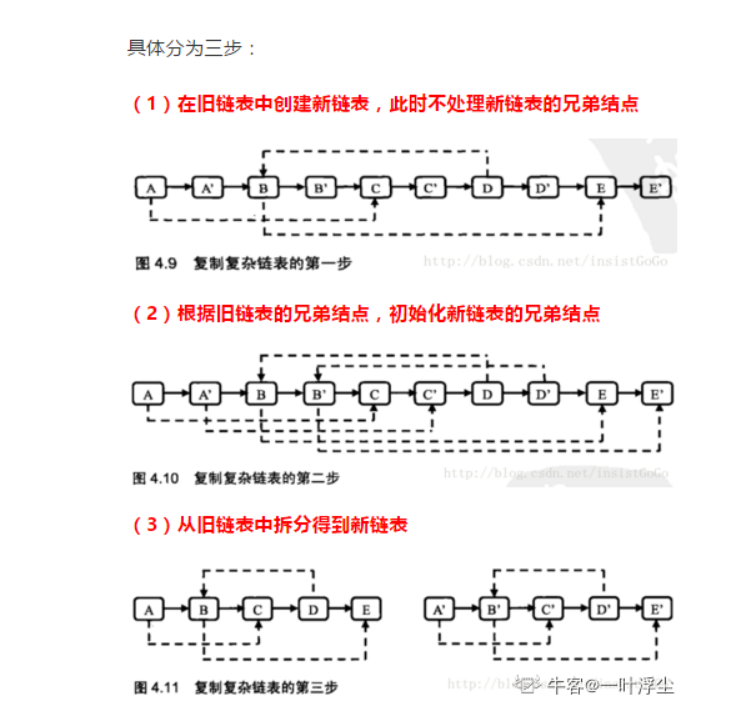 具体分为三步：
（1）在旧链表中创建新链表，此时不处理新链表的兄弟结点
A A' B B' C C' D D' E E'
图 4.9 复制复杂链表的第一步
http://blog.csdn.net/insistGoGo
（2）根据旧链表的兄弟结点，初始化新链表的兄弟结点
A A' B B' C C' D D' E E'
图 4.10 复制复杂链表的第二步
http://blog.csdn.net/insistGoGo
（3）从旧链表中拆分得到新链表
A B C D E A' B' C' D' E'
图 4.11 复制复杂链表的第三步
牛客@一叶浮尘